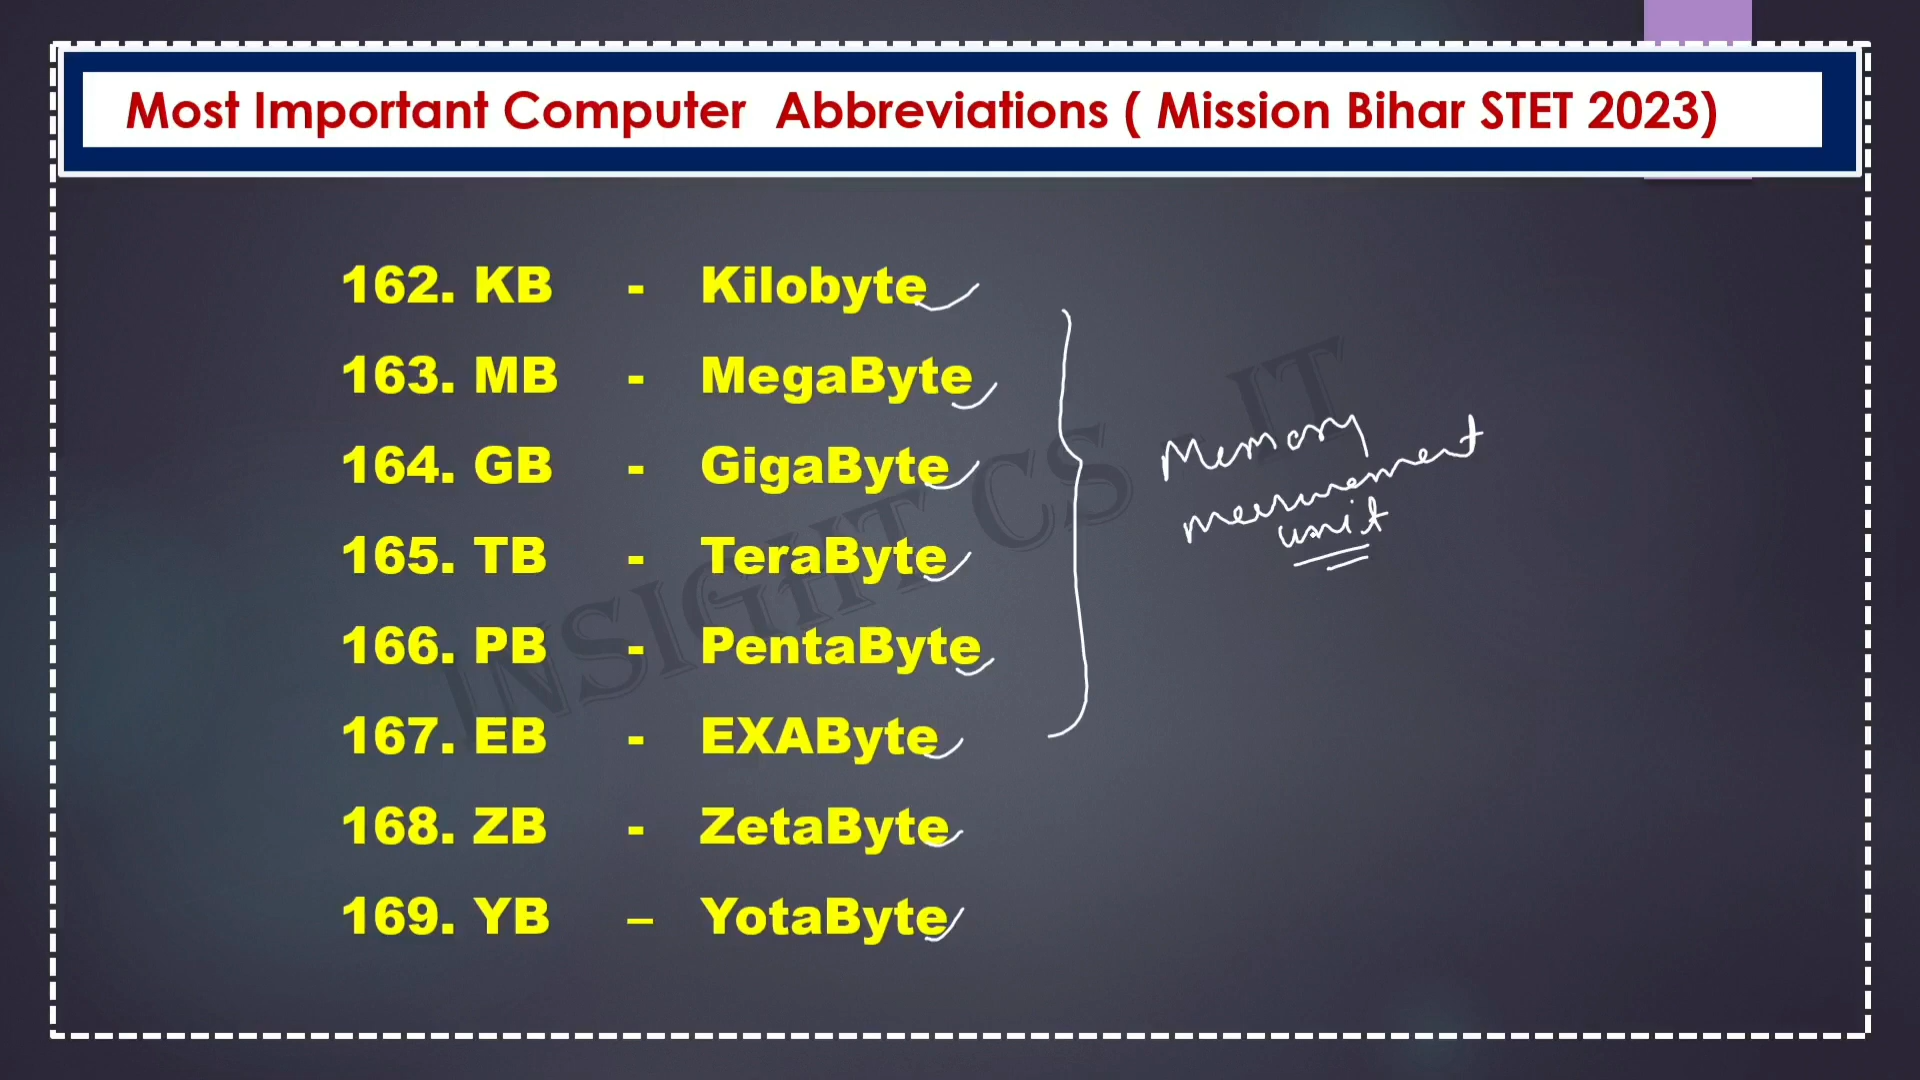 Most Important Computer Abbreviations ( Mission Bihar STET 2023)
162. KB - Kilobyte
163. MB - MegaByte
164. GB - GigaByte
165. TB - TeraByte
166. PB - PentaByte
167. EB - EXAByte
168. ZB - ZetaByte
169. YB – YotaByte
Memory
unit
INSIGHT CS - IT